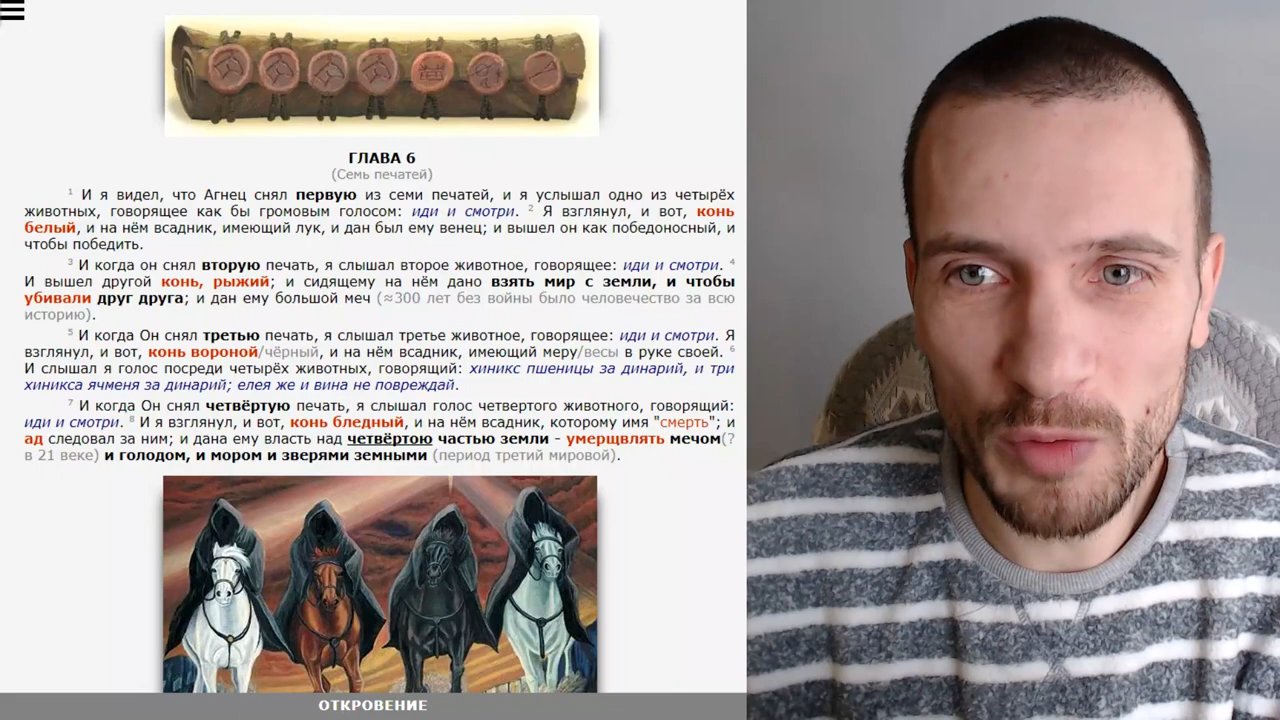 ГЛАВА 6
(Семь печатей)
1 И я видел, что Агнец снял первую из семи печатей, и я услышал одно из четырёх
животных, говорящее как бы громовым голосом: иди и смотри. 2 Я взглянул, и вот, конь
белый, и на нём всадник, имеющий лук, и дан был ему венец; и вышел он как победоносный, и
чтобы победить.
3 И когда он снял вторую печать, я слышал второе животное, говорящее: иди и смотри. 4
И вышел другой конь, рыжий; и сидящему на нём дано взять мир с земли, и чтобы
убивали друг друга; и дан ему большой меч (≈300 лет без войны было человечество за всю
историю).
5 И когда Он снял третью печать, я слышал третье животное, говорящее: иди и смотри. Я
взглянул, и вот, конь вороной/чёрный, и на нём всадник, имеющий меру/весы в руке своей. 6
И слышал я голос посреди четырёх животных, говорящий: хиникс пшеницы за динарий, и три
хиникса ячменя за динарий; елея же и вина не повреждай.
7 И когда Он снял четвёртую печать, я слышал голос четвертого животного, говорящий:
иди и смотри. 8 И я взглянул, и вот, конь бледный, и на нём всадник, которому имя "смерть"; и
ад следовал за ним; и дана ему власть над четвёртою частью земли - умерщвлять мечом(?
в 21 веке) и голодом, и мором и зверями земными (период третий мировой).
ОТКРОВЕНИЕ